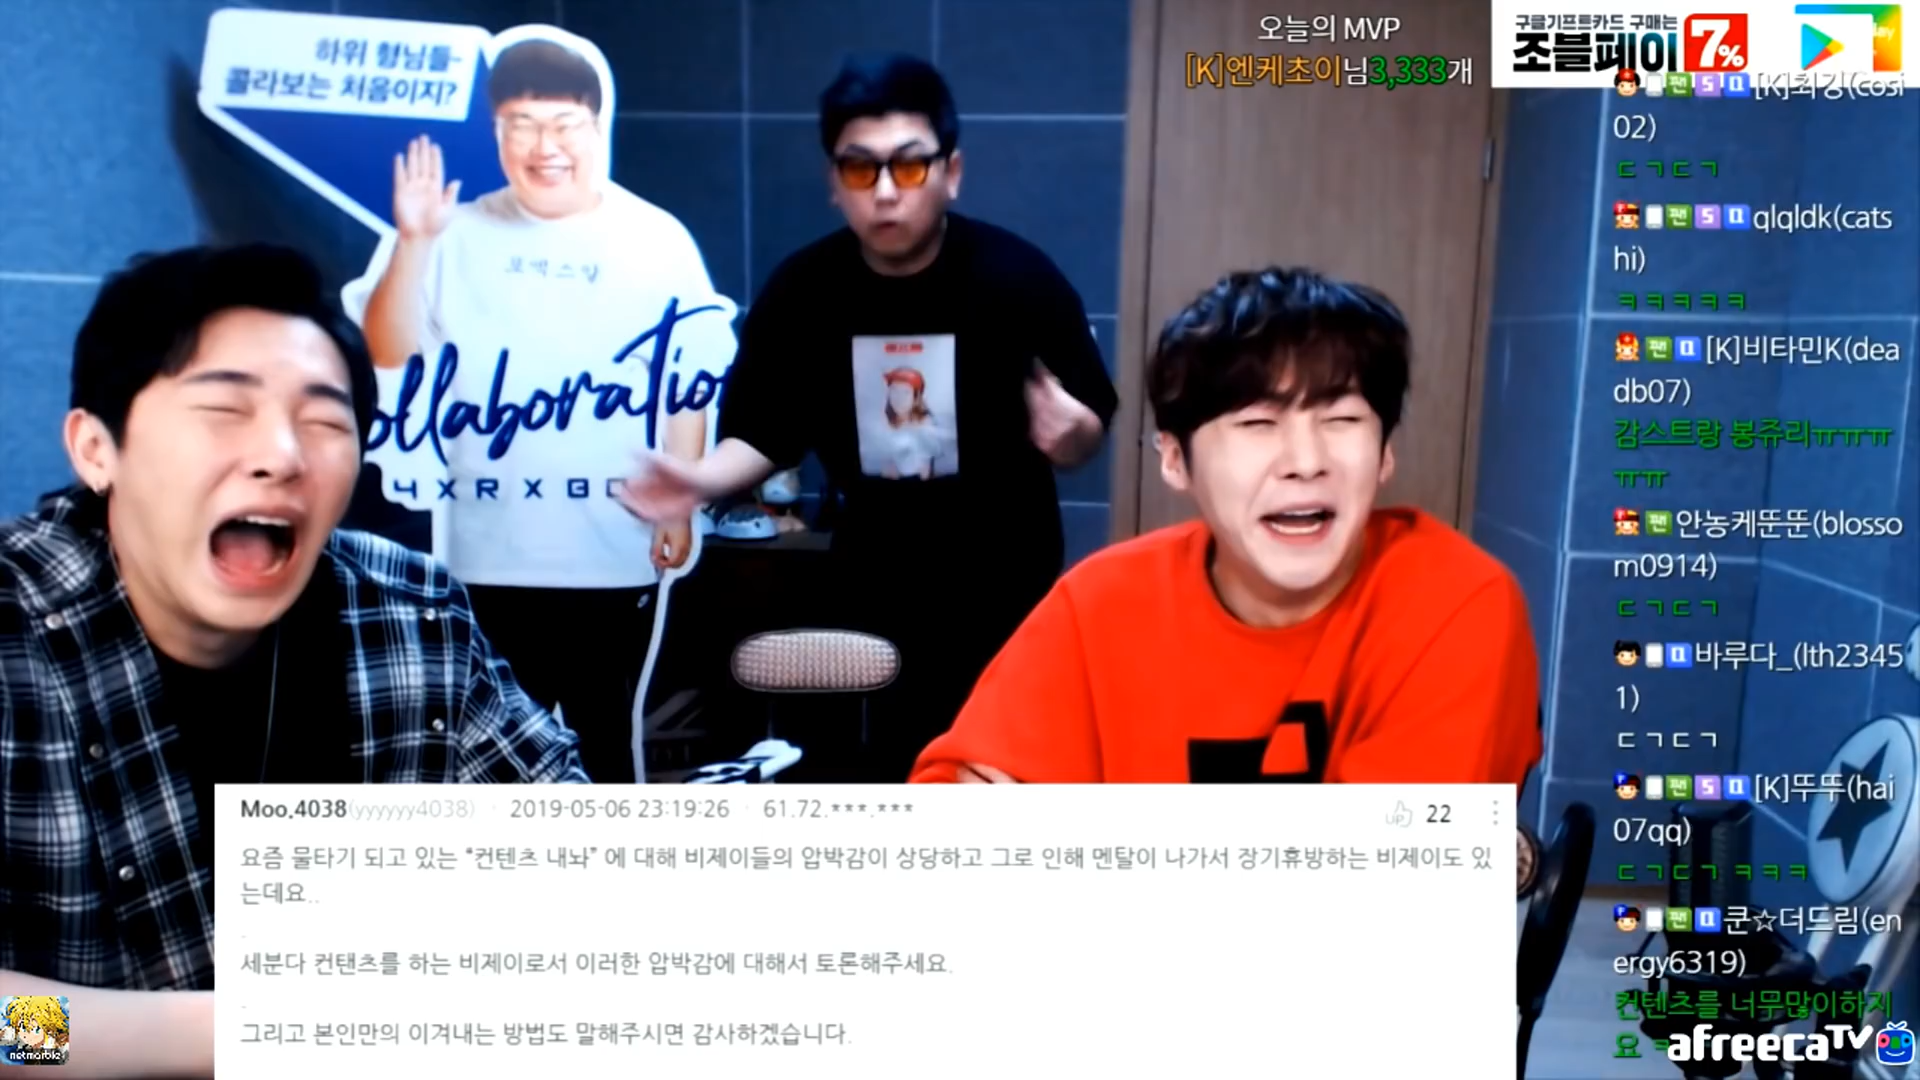 하위 형님들~
콜라보는 처음이지?
오늘의 MVP
[K]엔케초이님3,333개
구글기프트카드 구매는
조블페이 7%
[K]최강(cosi
02)
ㄷㄱㄷㄱ
qlqldk(cats
hi)
ㅋㅋㅋㅋㅋ
[K]비타민K(dea
db07)
감스트랑 봉쥬리ㅠㅠㅠ
ㅠㅠ
안농케뚠뚠(blosso
m0914)
ㄷㄱㄷㄱ
바루다_(lth2345
1)
ㄷㄱㄷㄱ
[K]뚜뚜(hai
07qq)
ㄷㄱㄷㄱ ㅋㅋㅋ
쿤☆더드림(en
ergy6319)
컨텐츠를 너무많이하지
요 ㅋ
ollaboratio
4XRXB
Moo.4038(yyyyyy4038) · 2019-05-06 23:19:26 · 61.72.***.***
UP 22
요즘 물타기 되고 있는 “컨텐츠 내놔” 에 대해 비제이들의 압박감이 상당하고 그로 인해 멘탈이 나가서 장기휴방하는 비제이도 있
는데요..
.
세분다 컨탠츠를 하는 비제이로서 이러한 압박감에 대해서 토론해주세요.
.
그리고 본인만의 이겨내는 방법도 말해주시면 감사하겠습니다.
netmarble
afreecaTV